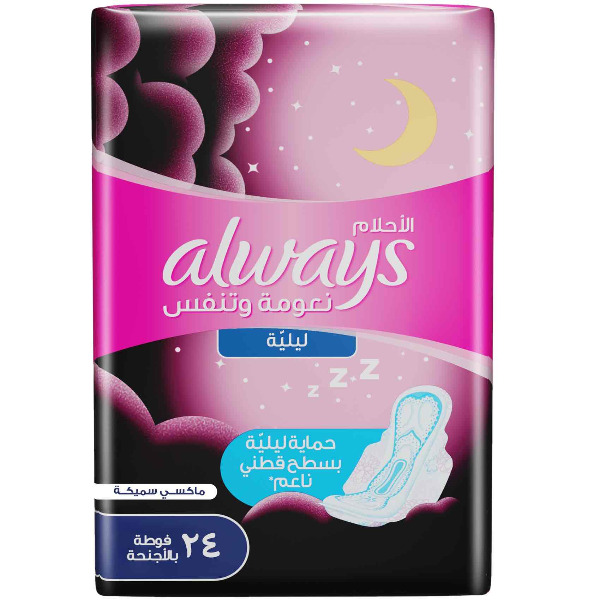 الأحلام
always
نعومة وتنفس
ليليّة
z z z
حماية ليليّة
بسطح قطني
ناعم*
ماكسي سميكة
٢٤ فوطة
بالأجنحة